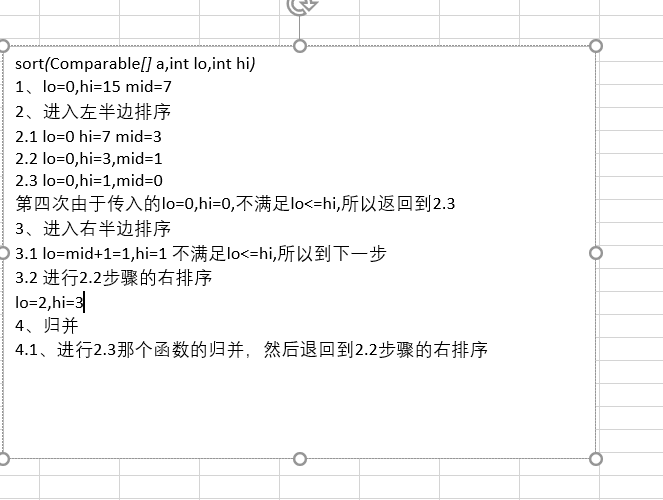 sort(Comparable[] a,int lo,int hi)
1、lo=0,hi=15 mid=7
2、进入左半边排序
2.1 lo=0 hi=7 mid=3
2.2 lo=0,hi=3,mid=1
2.3 lo=0,hi=1,mid=0
第四次由于传入的lo=0,hi=0,不满足lo<=hi,所以返回到2.3
3、进入右半边排序
3.1 lo=mid+1=1,hi=1 不满足lo<=hi,所以到下一步
3.2 进行2.2步骤的右排序
lo=2,hi=3
4、归并
4.1、进行2.3那个函数的归并，然后退回到2.2步骤的右排序